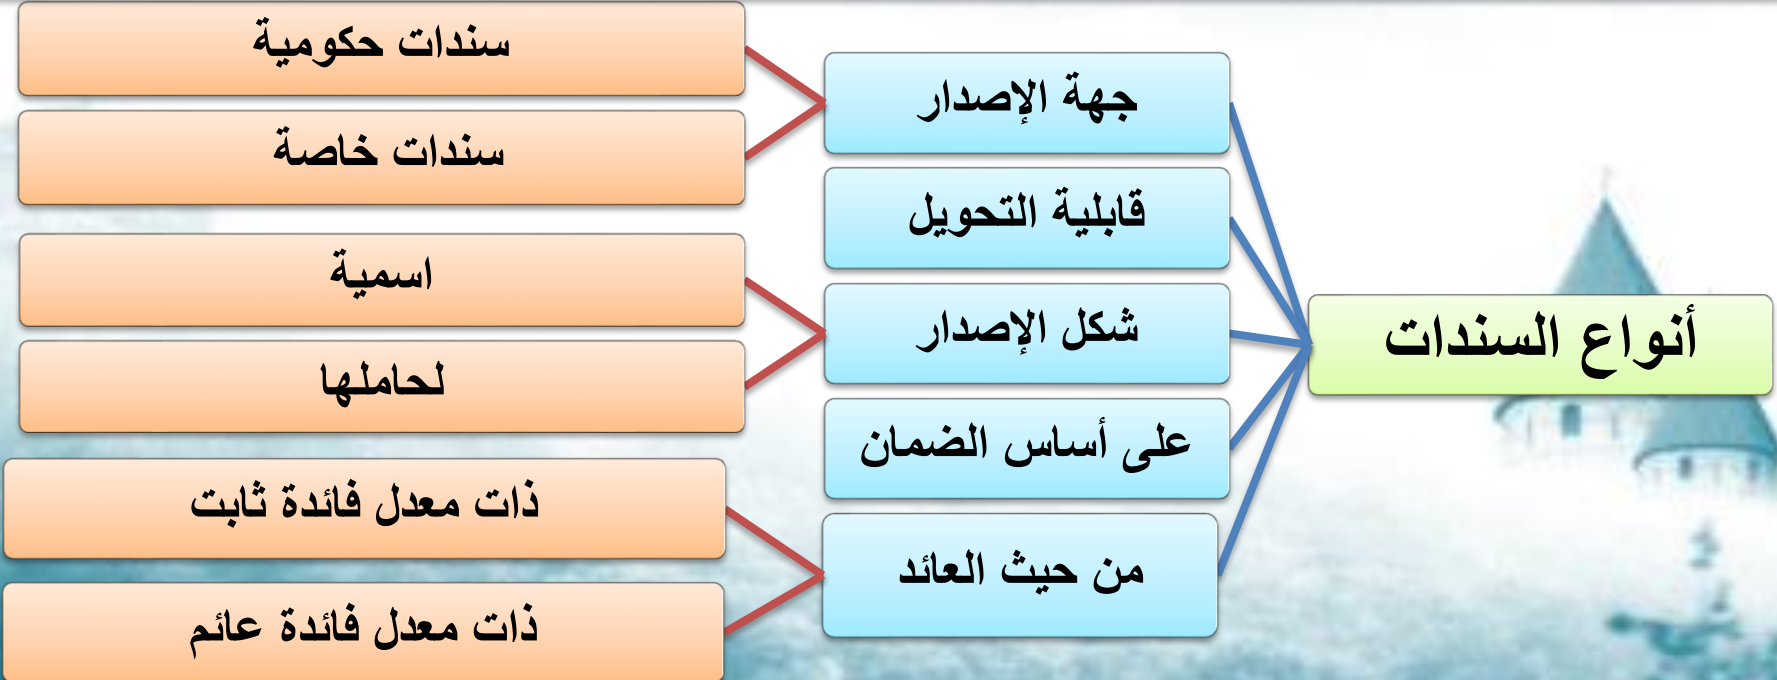 أنواع السندات
جهة الإصدار
سندات حكومية
سندات خاصة
قابلية التحويل
شكل الإصدار
اسمية
لحاملها
على أساس الضمان
من حيث العائد
ذات معدل فائدة ثابت
ذات معدل فائدة عائم